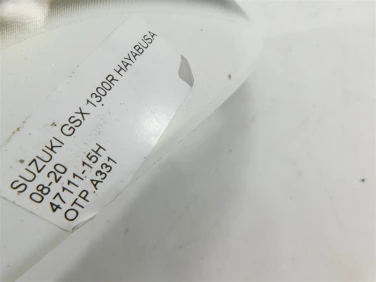 SUZUKI GSX 1300R HAYABUSA
08-20
47111-15H
OTP.A331